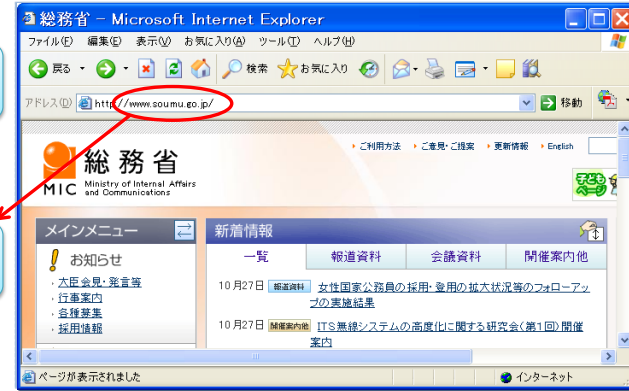 総務省 - Microsoft Internet Explorer
ファイル(F) 編集(E) 表示(V) お気に入り(A) ツール(T) ヘルプ(H)
戻る 検索 お気に入り
アドレス(D) http://www.soumu.go.jp/ 移動
ご利用方法 ご意見・ご提案 更新情報 English
総務省
MIC Ministry of Internal Affairs
and Communications
子ども
ページ
メインメニュー
お知らせ
大臣会見・発言等
行事案内
各種募集
採用情報
新着情報
一覧 報道資料 会議資料 開催案内他
10月27日 報道資料 女性国家公務員の採用・登用の拡大状況等のフォローアッ
プの実施結果
10月27日 開催案内他 ITS無線システムの高度化に関する研究会(第1回)開催
案内
ページが表示されました インターネット